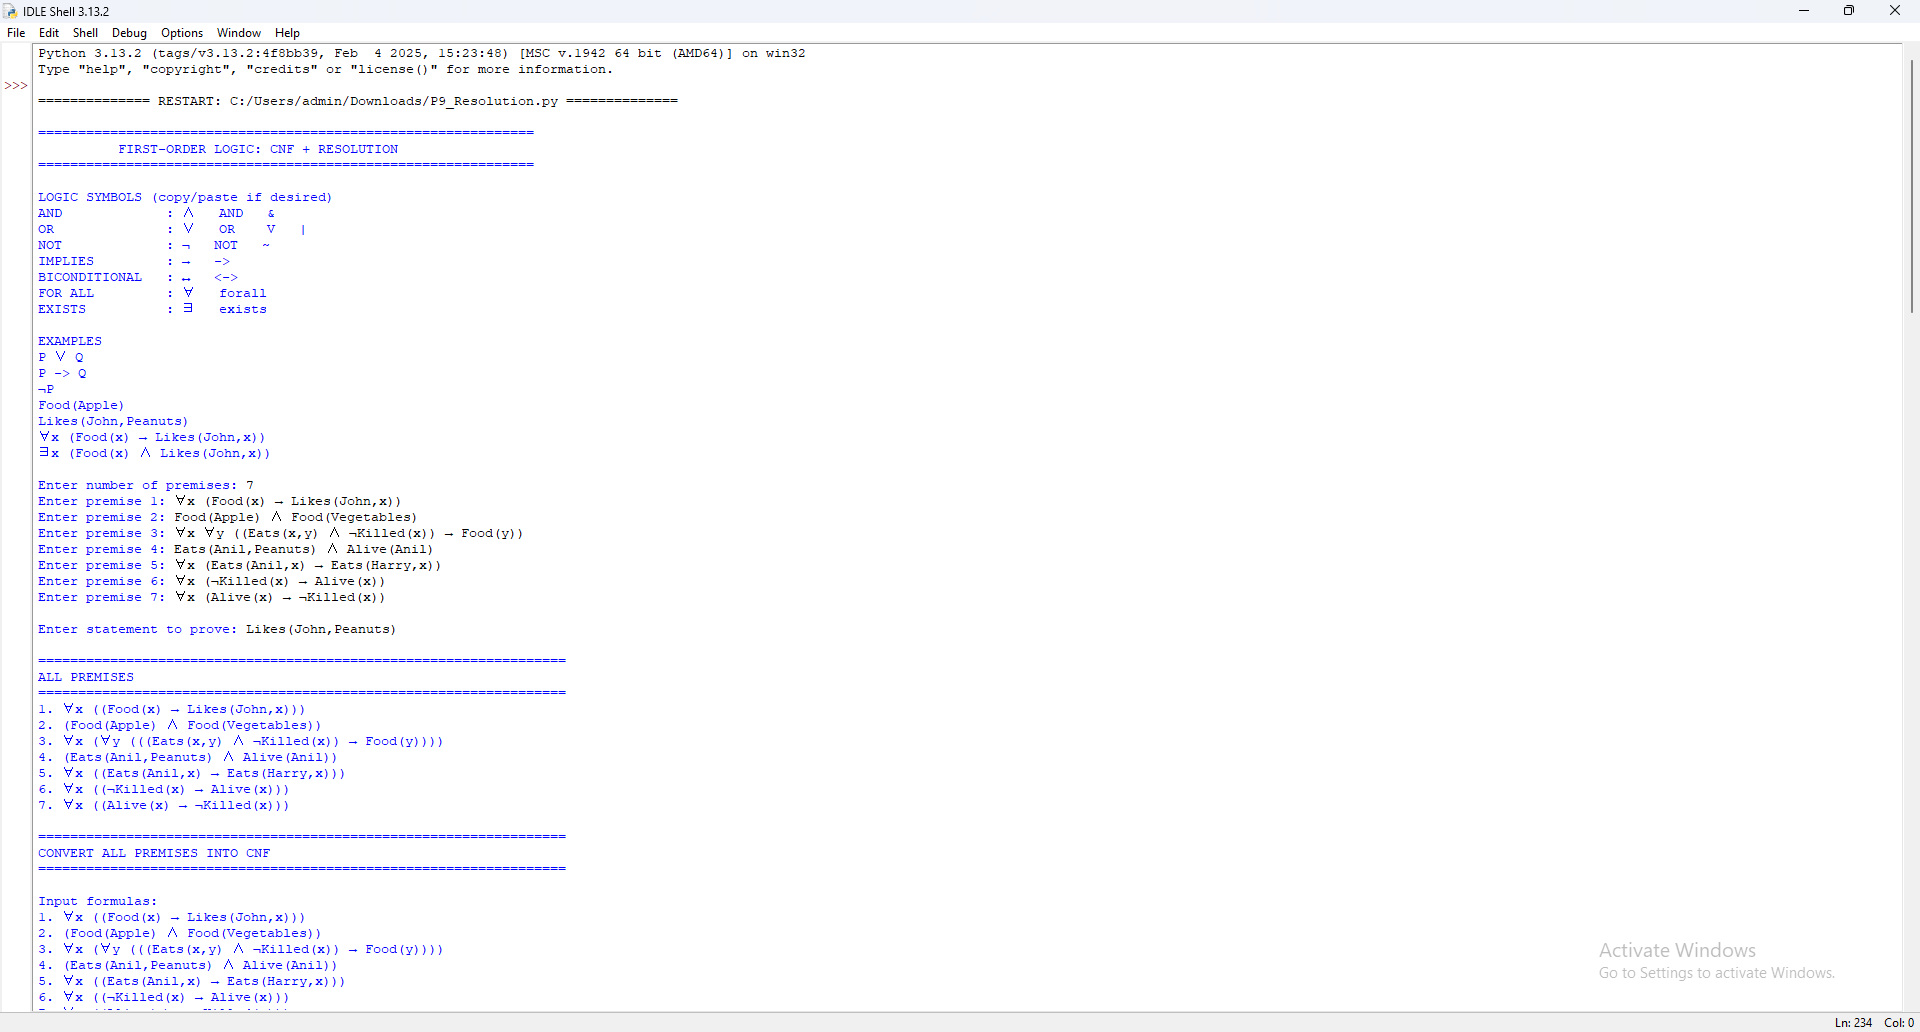 IDLE Shell 3.13.2
File Edit Shell Debug Options Window Help
Python 3.13.2 (tags/v3.13.2:4f8bb39, Feb  4 2025, 15:23:48) [MSC v.1942 64 bit (AMD64)] on win32
Type "help", "copyright", "credits" or "license()" for more information.
>>>
============== RESTART: C:/Users/admin/Downloads/P9_Resolution.py ==============
==============================================================
FIRST-ORDER LOGIC: CNF + RESOLUTION
==============================================================
LOGIC SYMBOLS (copy/paste if desired)
AND : ∧ AND &
OR : ∨ OR V |
NOT : ¬ NOT ~
IMPLIES : → ->
BICONDITIONAL : ↔ <->
FOR ALL : ∀ forall
EXISTS : ∃ exists
EXAMPLES
P ∨ Q
P -> Q
¬P
Food(Apple)
Likes(John,Peanuts)
∀x (Food(x) → Likes(John,x))
∃x (Food(x) ∧ Likes(John,x))
Enter number of premises: 7
Enter premise 1: ∀x (Food(x) → Likes(John,x))
Enter premise 2: Food(Apple) ∧ Food(Vegetables)
Enter premise 3: ∀x ∀y ((Eats(x,y) ∧ ¬Killed(x)) → Food(y))
Enter premise 4: Eats(Anil,Peanuts) ∧ Alive(Anil)
Enter premise 5: ∀x (Eats(Anil,x) → Eats(Harry,x))
Enter premise 6: ∀x (¬Killed(x) → Alive(x))
Enter premise 7: ∀x (Alive(x) → ¬Killed(x))
Enter statement to prove: Likes(John,Peanuts)
==================================================================
ALL PREMISES
==================================================================
1. ∀x ((Food(x) → Likes(John,x)))
2. (Food(Apple) ∧ Food(Vegetables))
3. ∀x (∀y (((Eats(x,y) ∧ ¬Killed(x)) → Food(y))))
4. (Eats(Anil,Peanuts) ∧ Alive(Anil))
5. ∀x ((Eats(Anil,x) → Eats(Harry,x)))
6. ∀x ((¬Killed(x) → Alive(x)))
7. ∀x ((Alive(x) → ¬Killed(x)))
==================================================================
CONVERT ALL PREMISES INTO CNF
==================================================================
Input formulas:
1. ∀x ((Food(x) → Likes(John,x)))
2. (Food(Apple) ∧ Food(Vegetables))
3. ∀x (∀y (((Eats(x,y) ∧ ¬Killed(x)) → Food(y))))
4. (Eats(Anil,Peanuts) ∧ Alive(Anil))
5. ∀x ((Eats(Anil,x) → Eats(Harry,x)))
6. ∀x ((¬Killed(x) → Alive(x)))
Activate Windows
Go to Settings to activate Windows.
Ln: 234 Col: 0